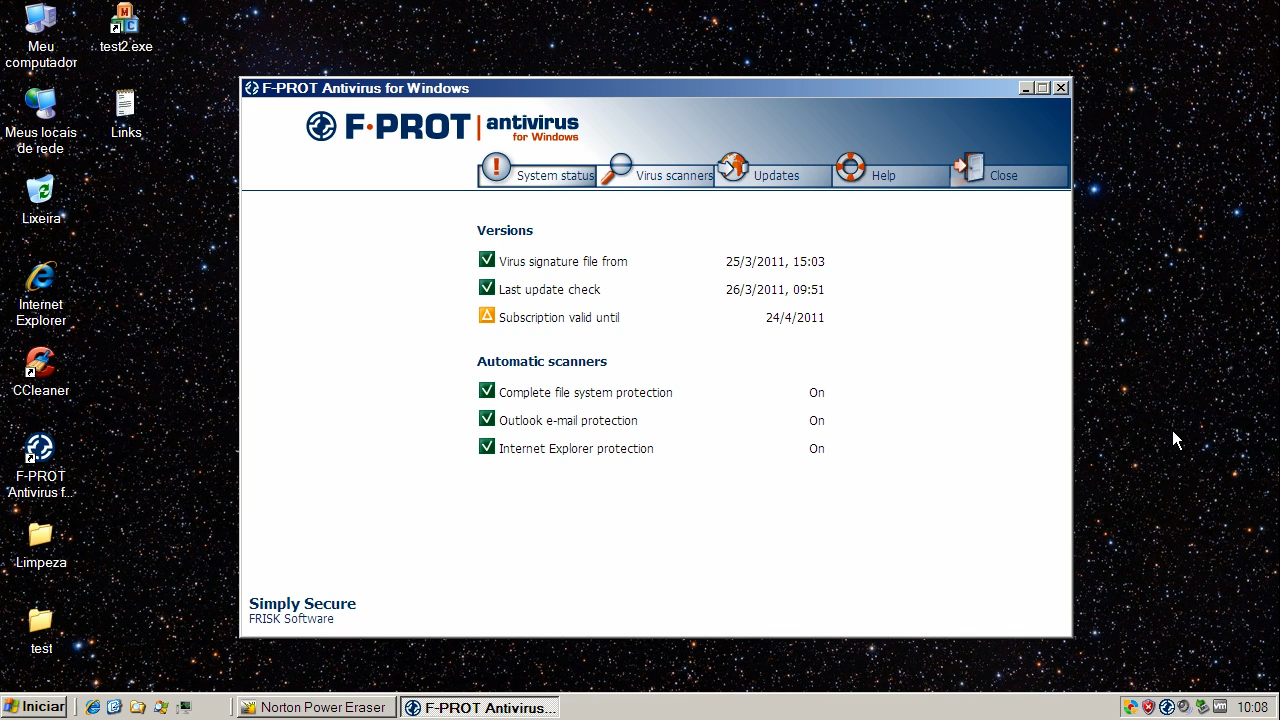 Meu
computador
test2.exe
Meus locais
de rede
Links
Lixeira
Internet
Explorer
CCleaner
F-PROT
Antivirus f...
Limpeza
test
F-PROT Antivirus for Windows
F·PROT
antivirus
for Windows
System status
Virus scanners
Updates
Help
Close
Versions
Virus signature file from 25/3/2011, 15:03
Last update check 26/3/2011, 09:51
Subscription valid until 24/4/2011
Automatic scanners
Complete file system protection On
Outlook e-mail protection On
Internet Explorer protection On
Simply Secure
FRISK Software
Iniciar
Norton Power Eraser
F-PROT Antivirus...
vm
10:08